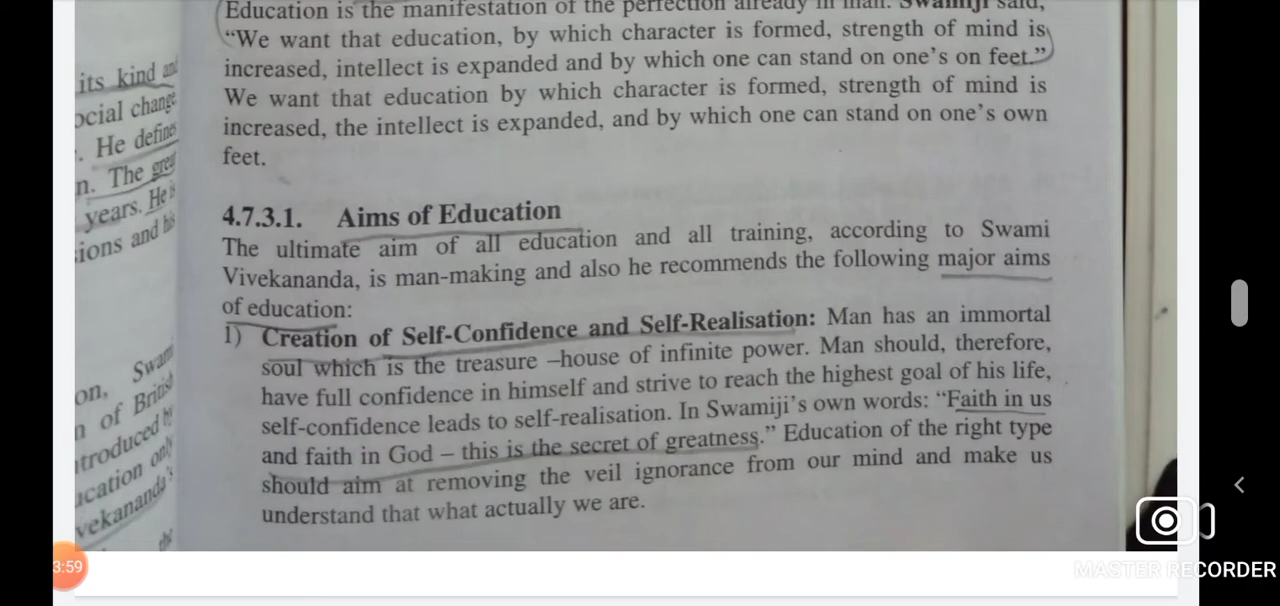 Education is the manifestation of the perfection already in man. Swamiji said,
“We want that education, by which character is formed, strength of mind is
increased, intellect is expanded and by which one can stand on one’s on feet.”
We want that education by which character is formed, strength of mind is
increased, the intellect is expanded, and by which one can stand on one’s own
feet.
4.7.3.1. Aims of Education
The ultimate aim of all education and all training, according to Swami
Vivekananda, is man-making and also he recommends the following major aims
of education:
1) Creation of Self-Confidence and Self-Realisation: Man has an immortal
soul which is the treasure –house of infinite power. Man should, therefore,
have full confidence in himself and strive to reach the highest goal of his life,
self-confidence leads to self-realisation. In Swamiji’s own words: “Faith in us
and faith in God – this is the secret of greatness.” Education of the right type
should aim at removing the veil ignorance from our mind and make us
understand that what actually we are.
its kind and
ocial change
. He defines
n. The great
years. He is
ions and his
on, Swami
n of British
troduced by
ucation only
vekananda’s
the
3:59
MASTER RECORDER